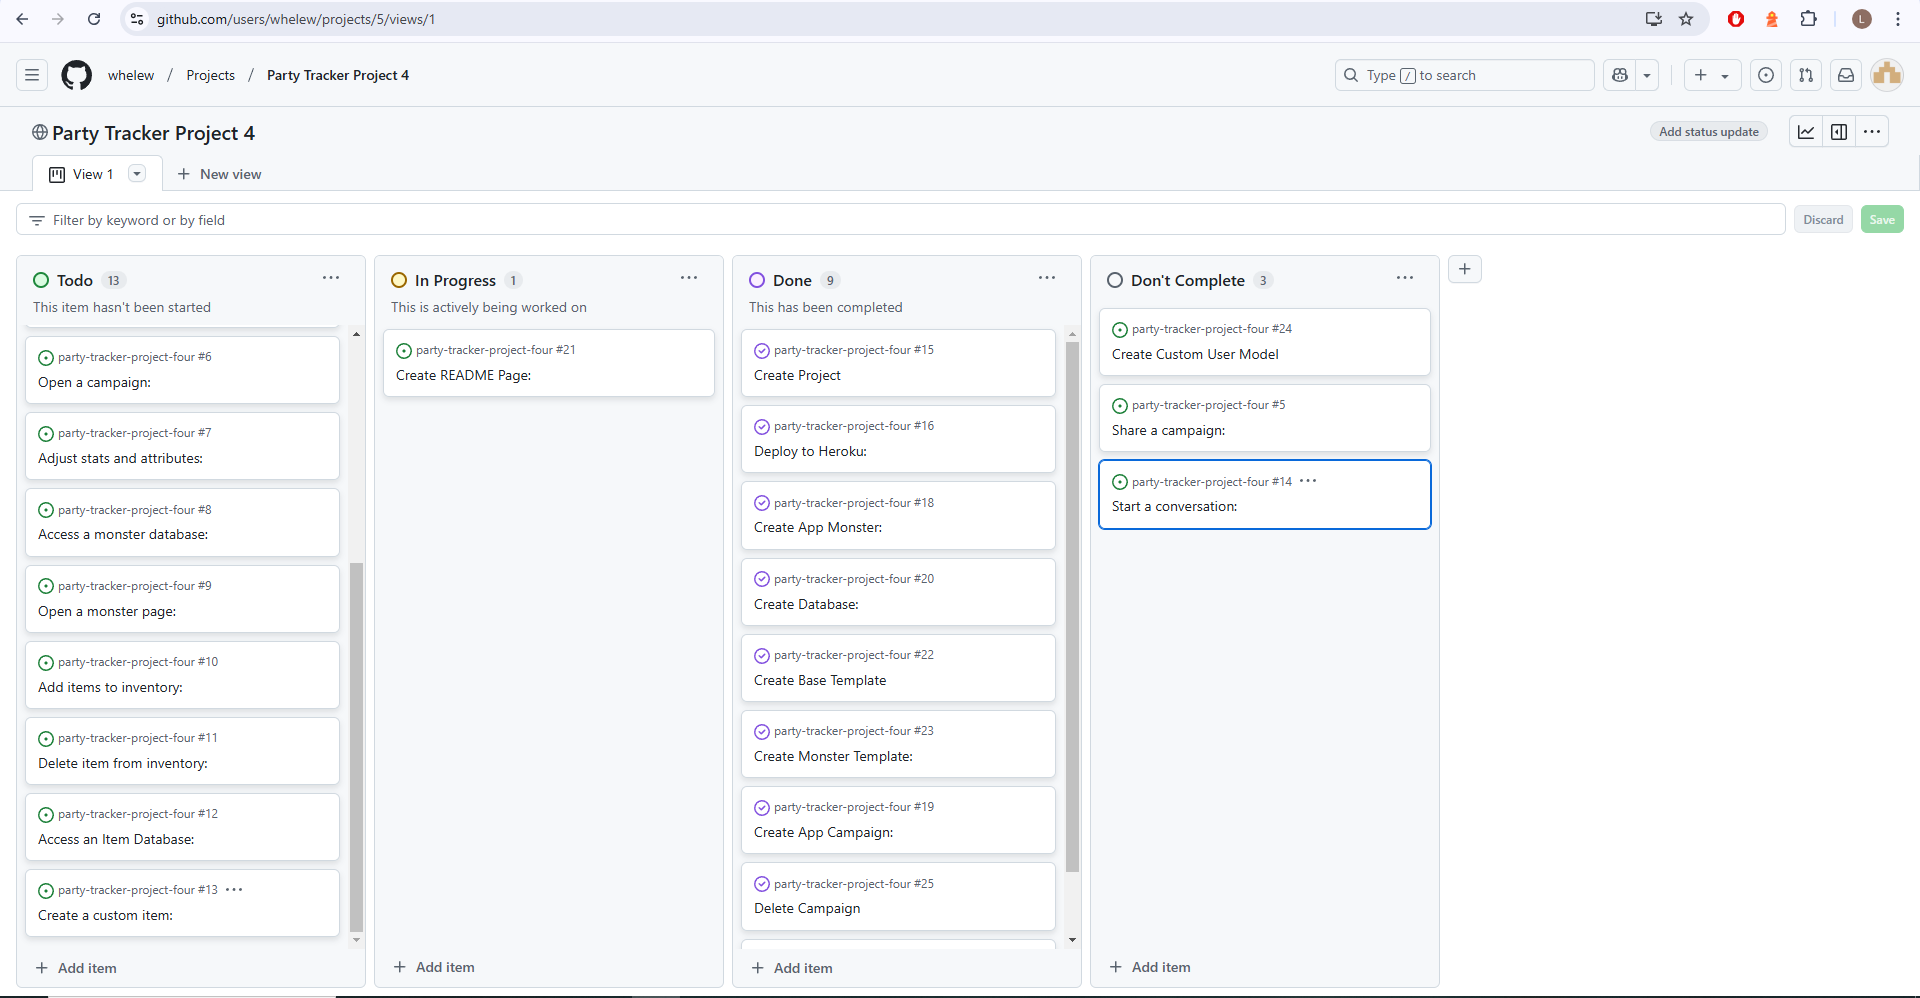 github.com/users/whelew/projects/5/views/1
L
whelew / Projects / Party Tracker Project 4
Type / to search
Party Tracker Project 4
Add status update
View 1
New view
Filter by keyword or by field
Discard
Save
Todo 13
This item hasn't been started
party-tracker-project-four #6
Open a campaign:
party-tracker-project-four #7
Adjust stats and attributes:
party-tracker-project-four #8
Access a monster database:
party-tracker-project-four #9
Open a monster page:
party-tracker-project-four #10
Add items to inventory:
party-tracker-project-four #11
Delete item from inventory:
party-tracker-project-four #12
Access an Item Database:
party-tracker-project-four #13
Create a custom item:
Add item
In Progress 1
This is actively being worked on
party-tracker-project-four #21
Create README Page:
Add item
Done 9
This has been completed
party-tracker-project-four #15
Create Project
party-tracker-project-four #16
Deploy to Heroku:
party-tracker-project-four #18
Create App Monster:
party-tracker-project-four #20
Create Database:
party-tracker-project-four #22
Create Base Template
party-tracker-project-four #23
Create Monster Template:
party-tracker-project-four #19
Create App Campaign:
party-tracker-project-four #25
Delete Campaign
Add item
Don't Complete 3
party-tracker-project-four #24
Create Custom User Model
party-tracker-project-four #5
Share a campaign:
party-tracker-project-four #14
Start a conversation:
Add item